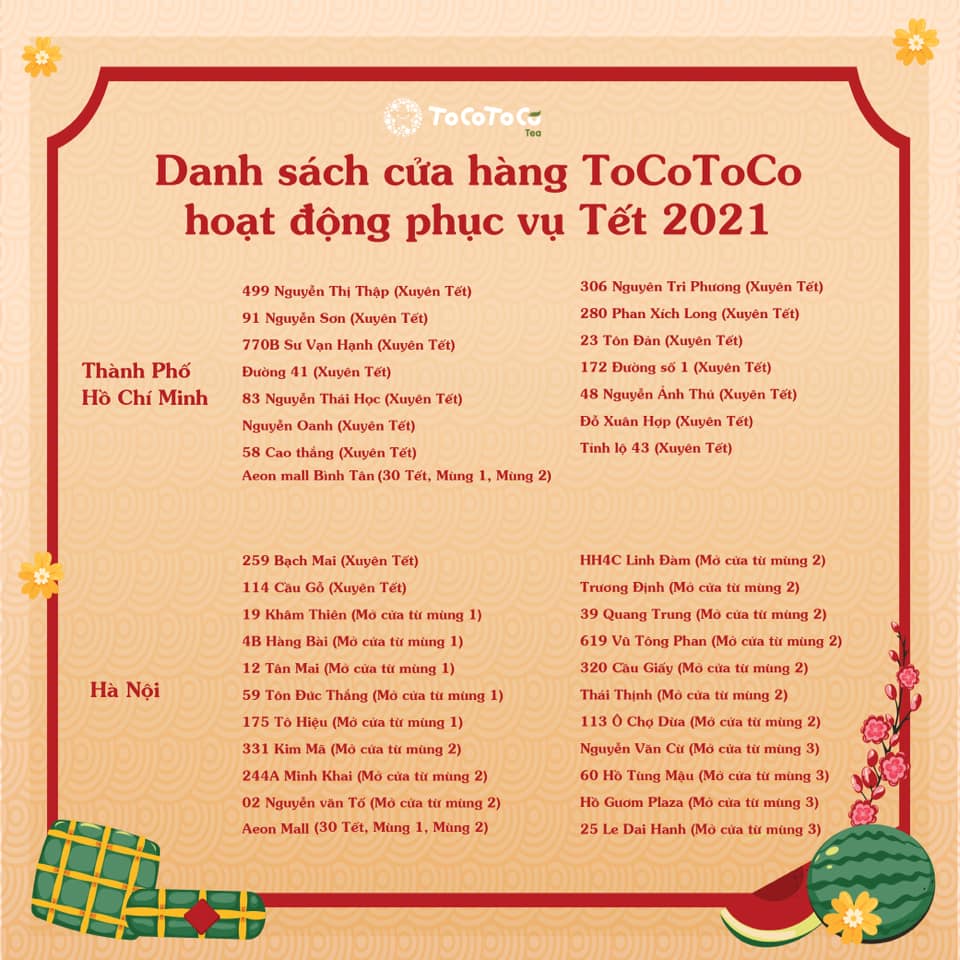 ToCoToCo
Tea
Danh sách cửa hàng ToCoToCo
hoạt động phục vụ Tết 2021
Thành Phố
Hồ Chí Minh
499 Nguyễn Thị Thập (Xuyên Tết)
91 Nguyễn Sơn (Xuyên Tết)
770B Sư Vạn Hạnh (Xuyên Tết)
Đường 41 (Xuyên Tết)
83 Nguyễn Thái Học (Xuyên Tết)
Nguyễn Oanh (Xuyên Tết)
58 Cao thắng (Xuyên Tết)
Aeon mall Bình Tân (30 Tết, Mùng 1, Mùng 2)
306 Nguyên Tri Phương (Xuyên Tết)
280 Phan Xích Long (Xuyên Tết)
23 Tôn Đản (Xuyên Tết)
172 Đường số 1 (Xuyên Tết)
48 Nguyễn Ảnh Thủ (Xuyên Tết)
Đỗ Xuân Hợp (Xuyên Tết)
Tỉnh lộ 43 (Xuyên Tết)
Hà Nội
259 Bạch Mai (Xuyên Tết)
114 Cầu Gỗ (Xuyên Tết)
19 Khâm Thiên (Mở cửa từ mùng 1)
4B Hàng Bài (Mở cửa từ mùng 1)
12 Tân Mai (Mở cửa từ mùng 1)
59 Tôn Đức Thắng (Mở cửa từ mùng 1)
175 Tô Hiệu (Mở cửa từ mùng 1)
331 Kim Mã (Mở cửa từ mùng 2)
244A Minh Khai (Mở cửa từ mùng 2)
02 Nguyễn văn Tố (Mở cửa từ mùng 2)
Aeon Mall (30 Tết, Mùng 1, Mùng 2)
HH4C Linh Đàm (Mở cửa từ mùng 2)
Trương Định (Mở cửa từ mùng 2)
39 Quang Trung (Mở cửa từ mùng 2)
619 Vũ Tông Phan (Mở cửa từ mùng 2)
320 Cầu Giấy (Mở cửa từ mùng 2)
Thái Thịnh (Mở cửa từ mùng 2)
113 Ô Chợ Dừa (Mở cửa từ mùng 2)
Nguyễn Văn Cừ (Mở cửa từ mùng 3)
60 Hồ Tùng Mậu (Mở cửa từ mùng 3)
Hồ Gươm Plaza (Mở cửa từ mùng 3)
25 Le Dai Hanh (Mở cửa từ mùng 3)